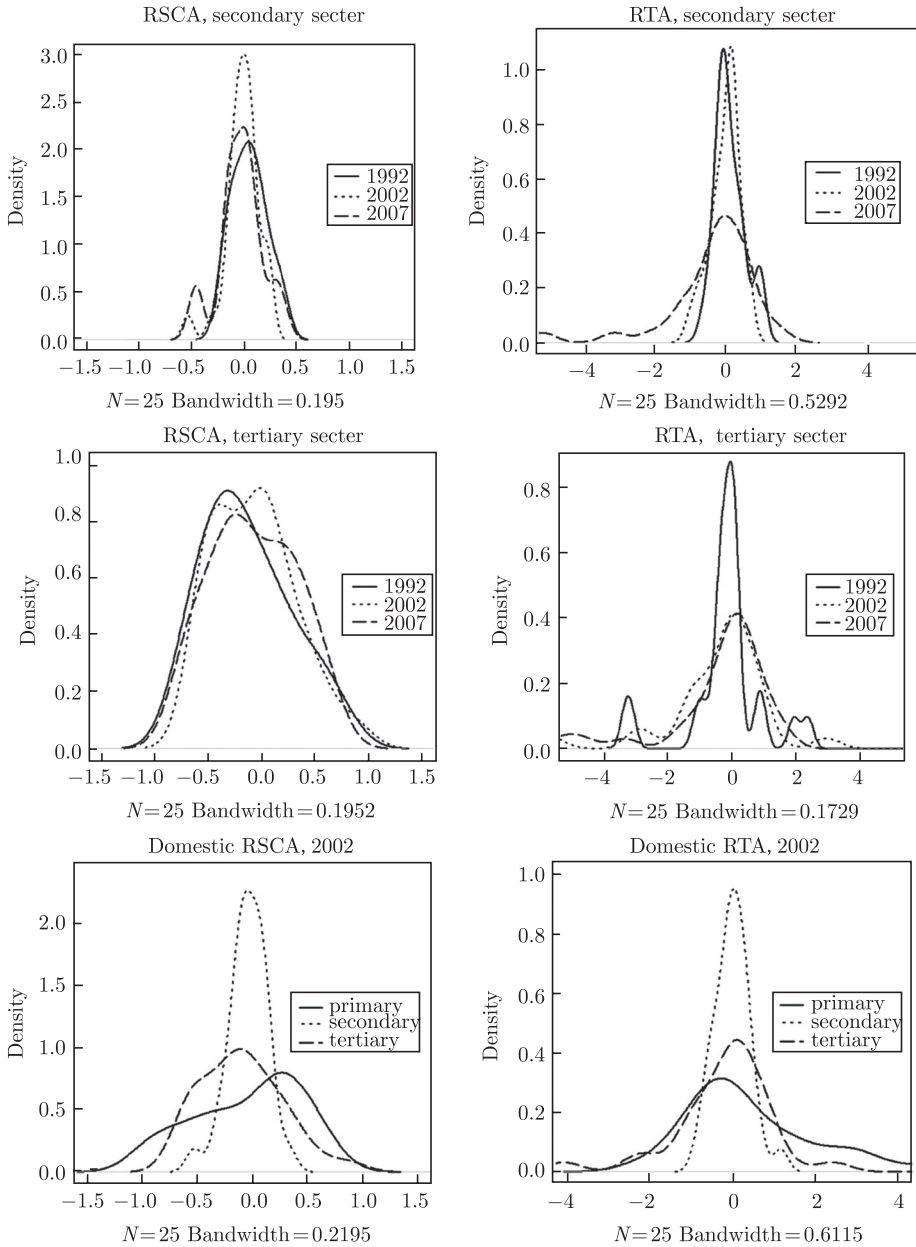 RSCA, secondary secter
3.0
2.5
2.0
1.5
1.0
0.5
0.0
Density
1992
2002
2007
−1.5 −1.0 −0.5 0.0 0.5 1.0 1.5
N=25 Bandwidth=0.195
RTA, secondary secter
1.0
0.8
0.6
0.4
0.2
0.0
Density
1992
2002
2007
−4 −2 0 2 4
N=25 Bandwidth=0.5292
RSCA, tertiary secter
1.0
0.8
0.6
0.4
0.2
0.0
Density
1992
2002
2007
−1.5 −1.0 −0.5 0.0 0.5 1.0 1.5
N=25 Bandwidth=0.1952
RTA, tertiary secter
0.8
0.6
0.4
0.2
0.0
Density
1992
2002
2007
−4 −2 0 2 4
N=25 Bandwidth=0.1729
Domestic RSCA, 2002
2.0
1.5
1.0
0.5
0.0
Density
primary
secondary
tertiary
−1.5 −1.0 −0.5 0.0 0.5 1.0 1.5
N=25 Bandwidth=0.2195
Domestic RTA, 2002
1.0
0.8
0.6
0.4
0.2
0.0
Density
primary
secondary
tertiary
−4 −2 0 2 4
N=25 Bandwidth=0.6115